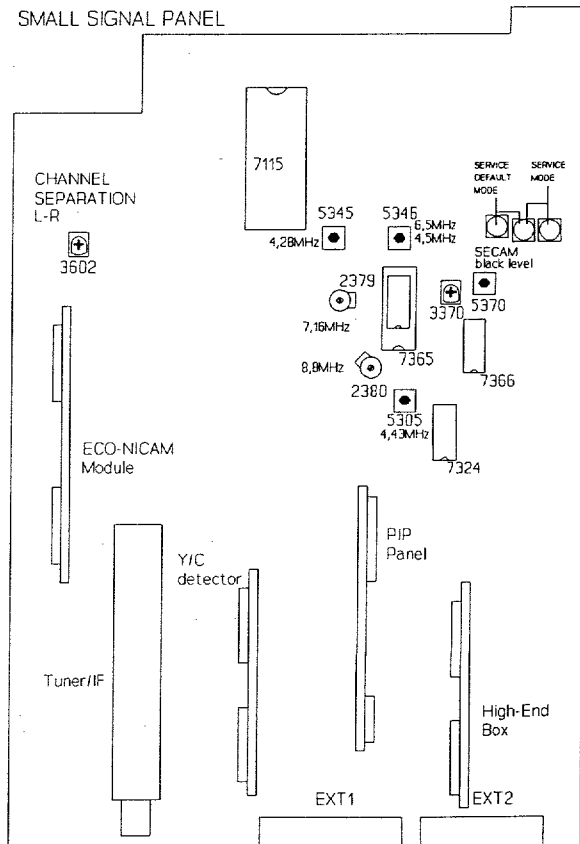 SMALL SIGNAL PANEL
7115
SERVICE
DEFAULT
MODE
SERVICE
MODE
CHANNEL
SEPARATION
L-R
3602
5345
4,28MHz
5346
6,5MHz
4,5MHz
SECAM
black level
2379
7,16MHz
3370
5370
7365
7366
8,8MHz
2380
5305
4,43MHz
7324
ECO-NICAM
Module
Y/C
detector
PIP
Panel
Tuner/IF
High-End
Box
EXT1
EXT2